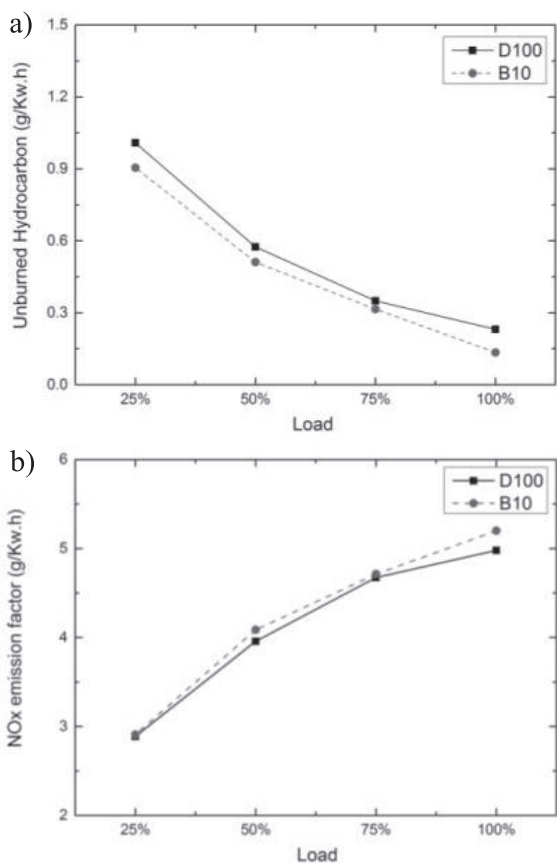 a)
1.5
1.2
0.9
0.6
0.3
0.0
Unburned Hydrocarbon (g/Kw.h)
D100
B10
25%
50%
75%
100%
Load
b)
6
5
4
3
2
NOx emission factor (g/Kw.h)
D100
B10
25%
50%
75%
100%
Load